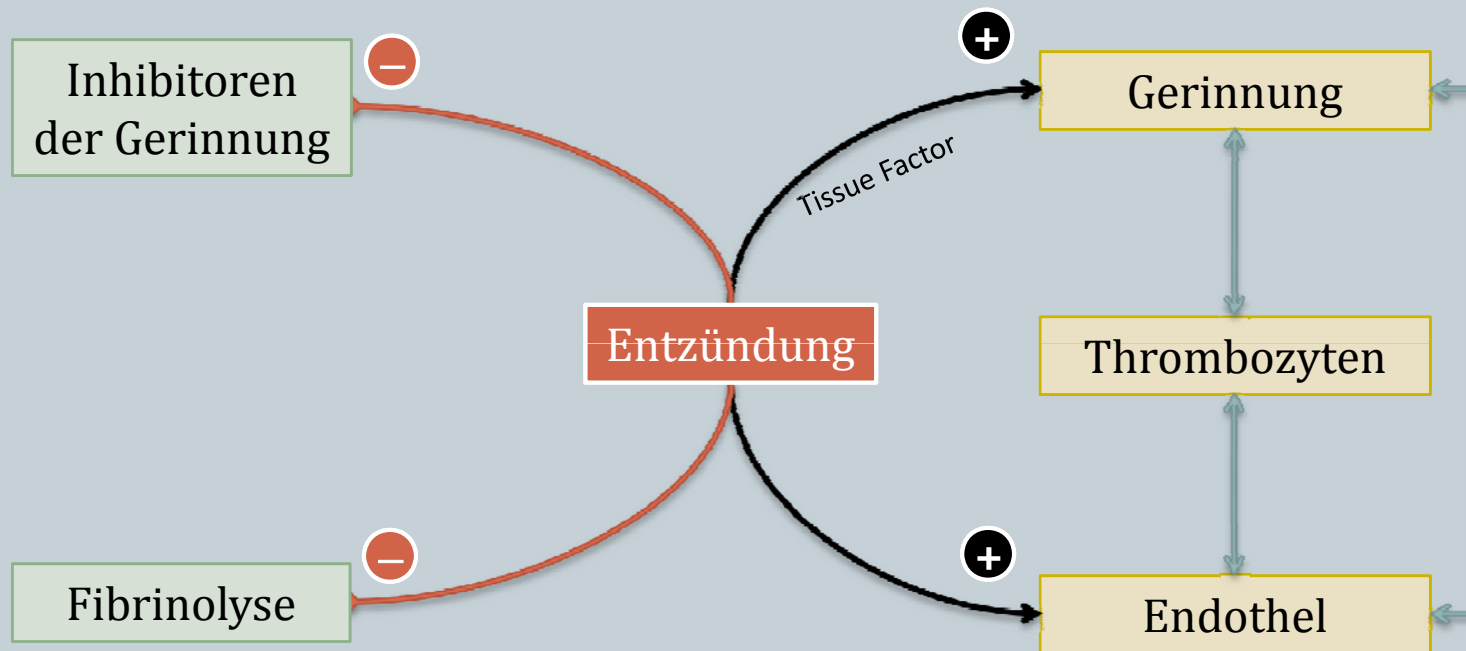 Inhibitoren
der Gerinnung
–
+
Gerinnung
Tissue Factor
Entzündung
Thrombozyten
–
+
Fibrinolyse
Endothel